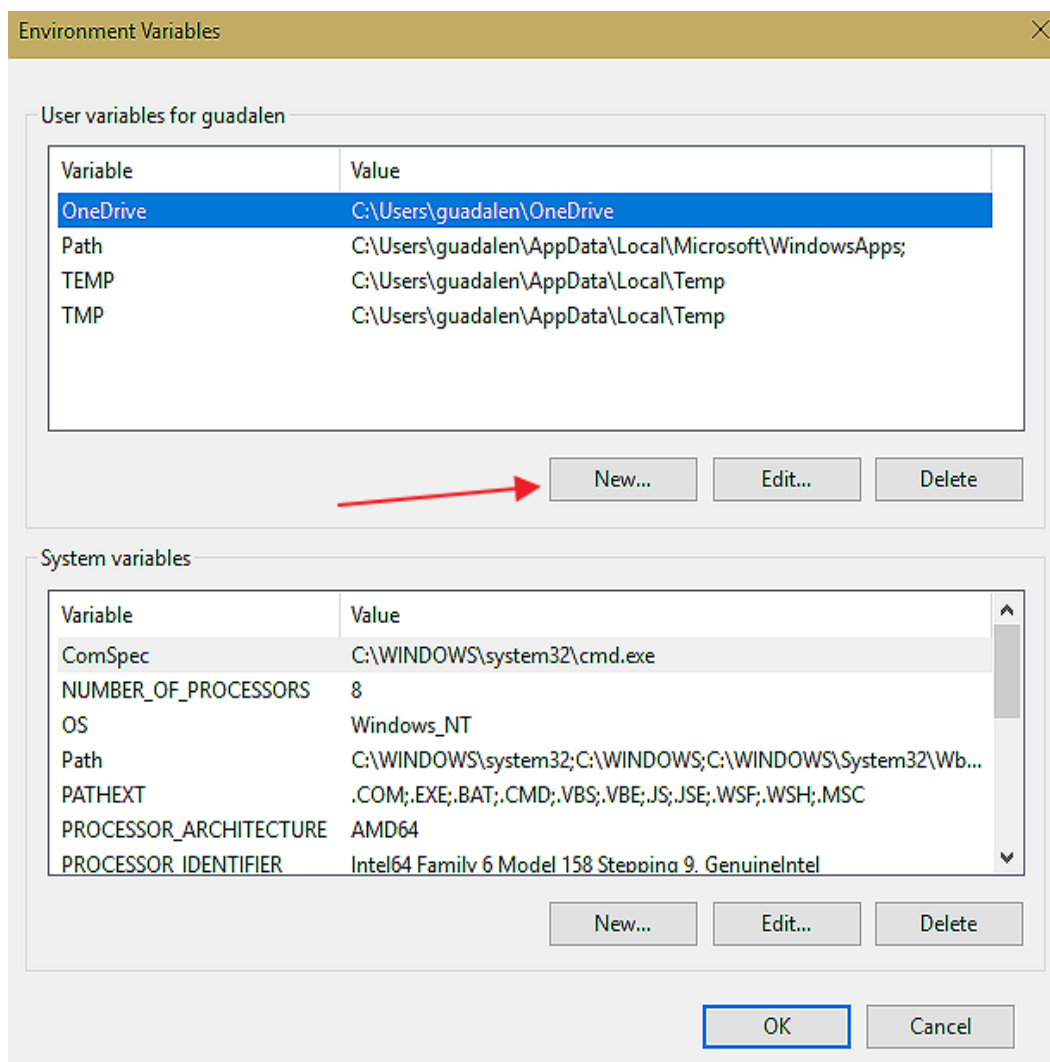 Environment Variables
User variables for guadalen
Variable Value
OneDrive C:\Users\guadalen\OneDrive
Path C:\Users\guadalen\AppData\Local\Microsoft\WindowsApps;
TEMP C:\Users\guadalen\AppData\Local\Temp
TMP C:\Users\guadalen\AppData\Local\Temp
New... Edit... Delete
System variables
Variable Value
ComSpec C:\WINDOWS\system32\cmd.exe
NUMBER_OF_PROCESSORS 8
OS Windows_NT
Path C:\WINDOWS\system32;C:\WINDOWS;C:\WINDOWS\System32\Wb...
PATHEXT .COM;.EXE;.BAT;.CMD;.VBS;.VBE;.JS;.JSE;.WSF;.WSH;.MSC
PROCESSOR_ARCHITECTURE AMD64
PROCESSOR_IDENTIFIER Intel64 Family 6 Model 158 Stepping 9, GenuineIntel
New... Edit... Delete
OK Cancel